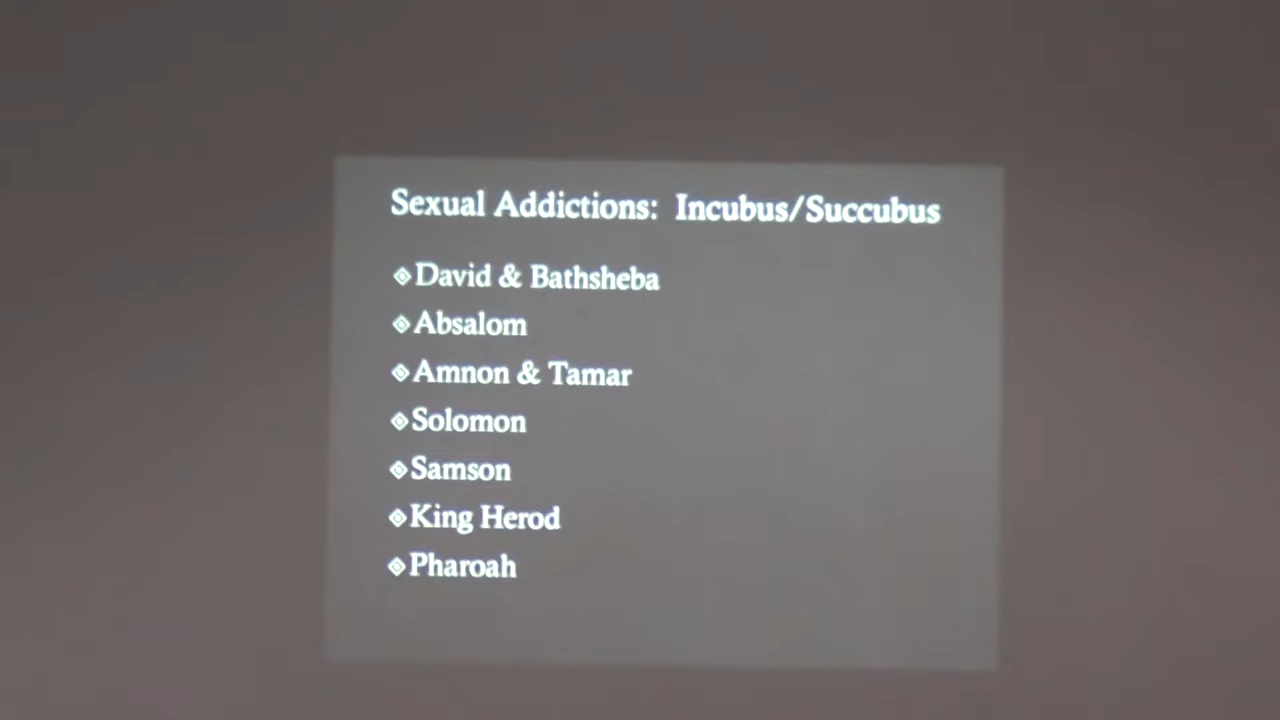 Sexual Addictions: Incubus/Succubus
David & Bathsheba
Absalom
Amnon & Tamar
Solomon
Samson
King Herod
Pharoah